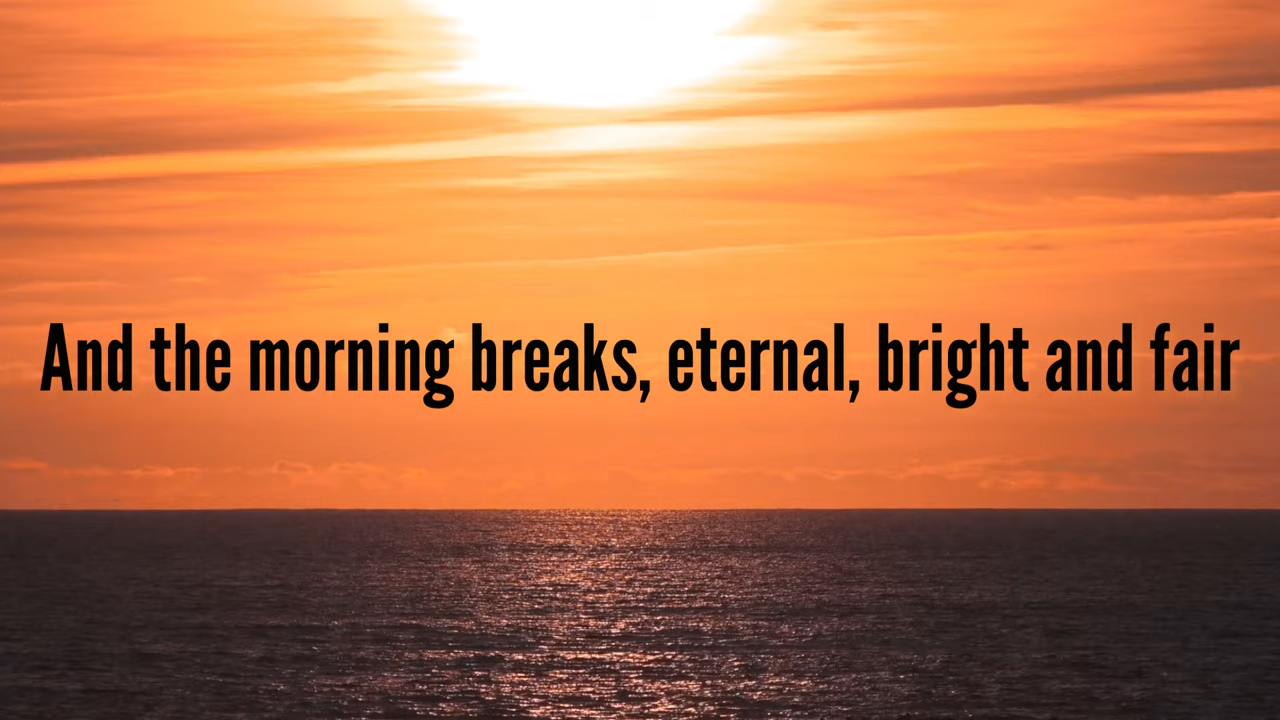 And the morning breaks, eternal, bright and fair